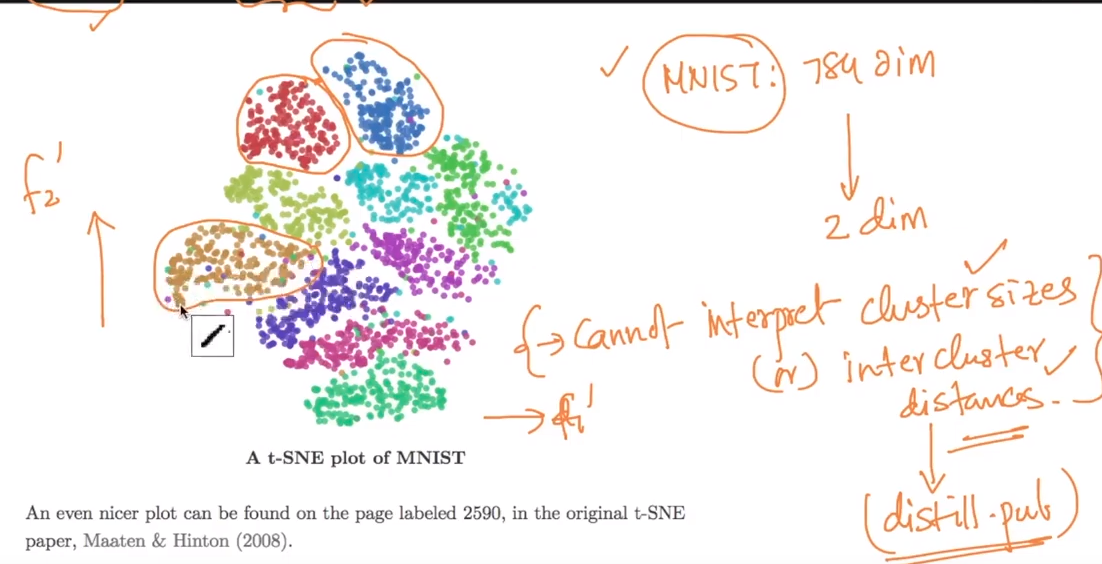 MNIST: 784 dim
2 dim
f₂'
→ Cannot interpret cluster sizes
(or) intercluster
distances.
→ f₁'
(distill.pub)
A t-SNE plot of MNIST
An even nicer plot can be found on the page labeled 2590, in the original t-SNE
paper, Maaten & Hinton (2008).